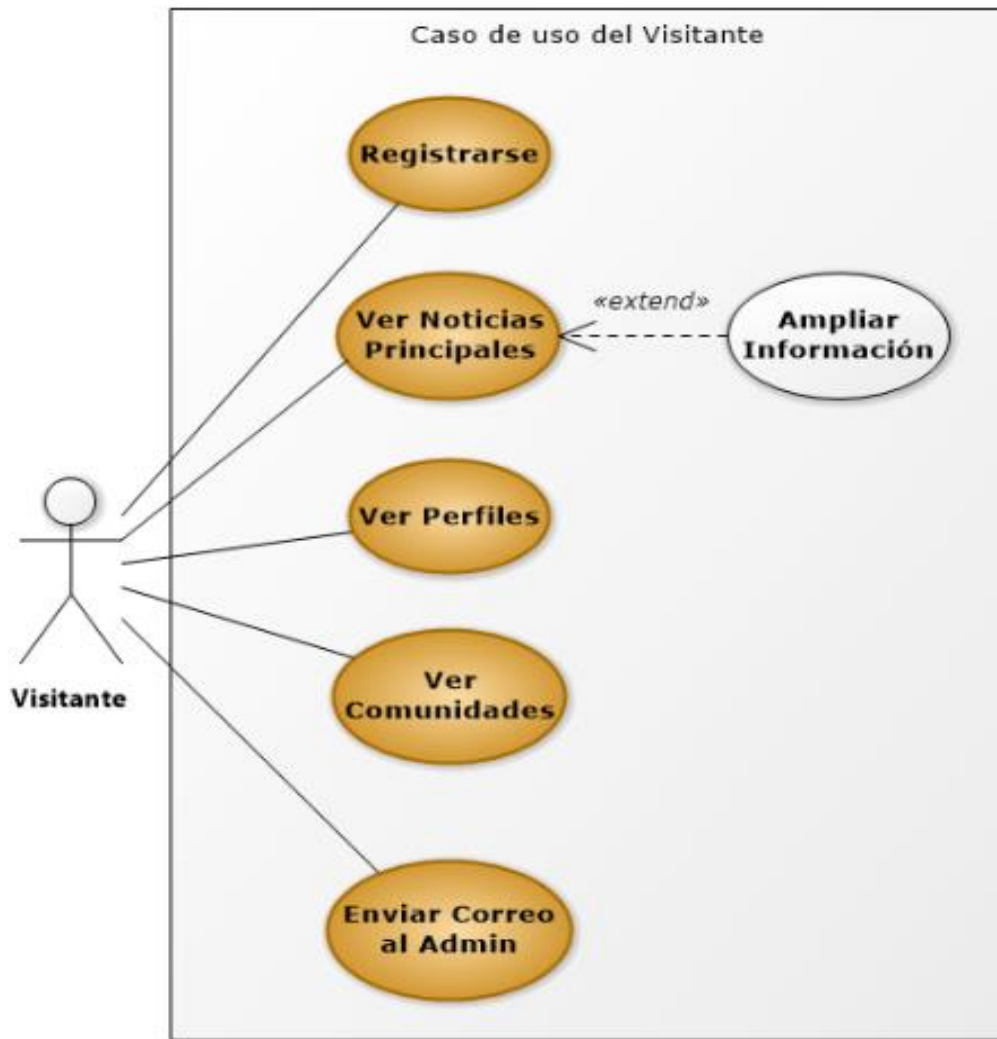 Caso de uso del Visitante
Registrarse
Ver Noticias
Principales
«extend»
Ampliar
Información
Ver Perfiles
Visitante
Ver
Comunidades
Enviar Correo
al Admin